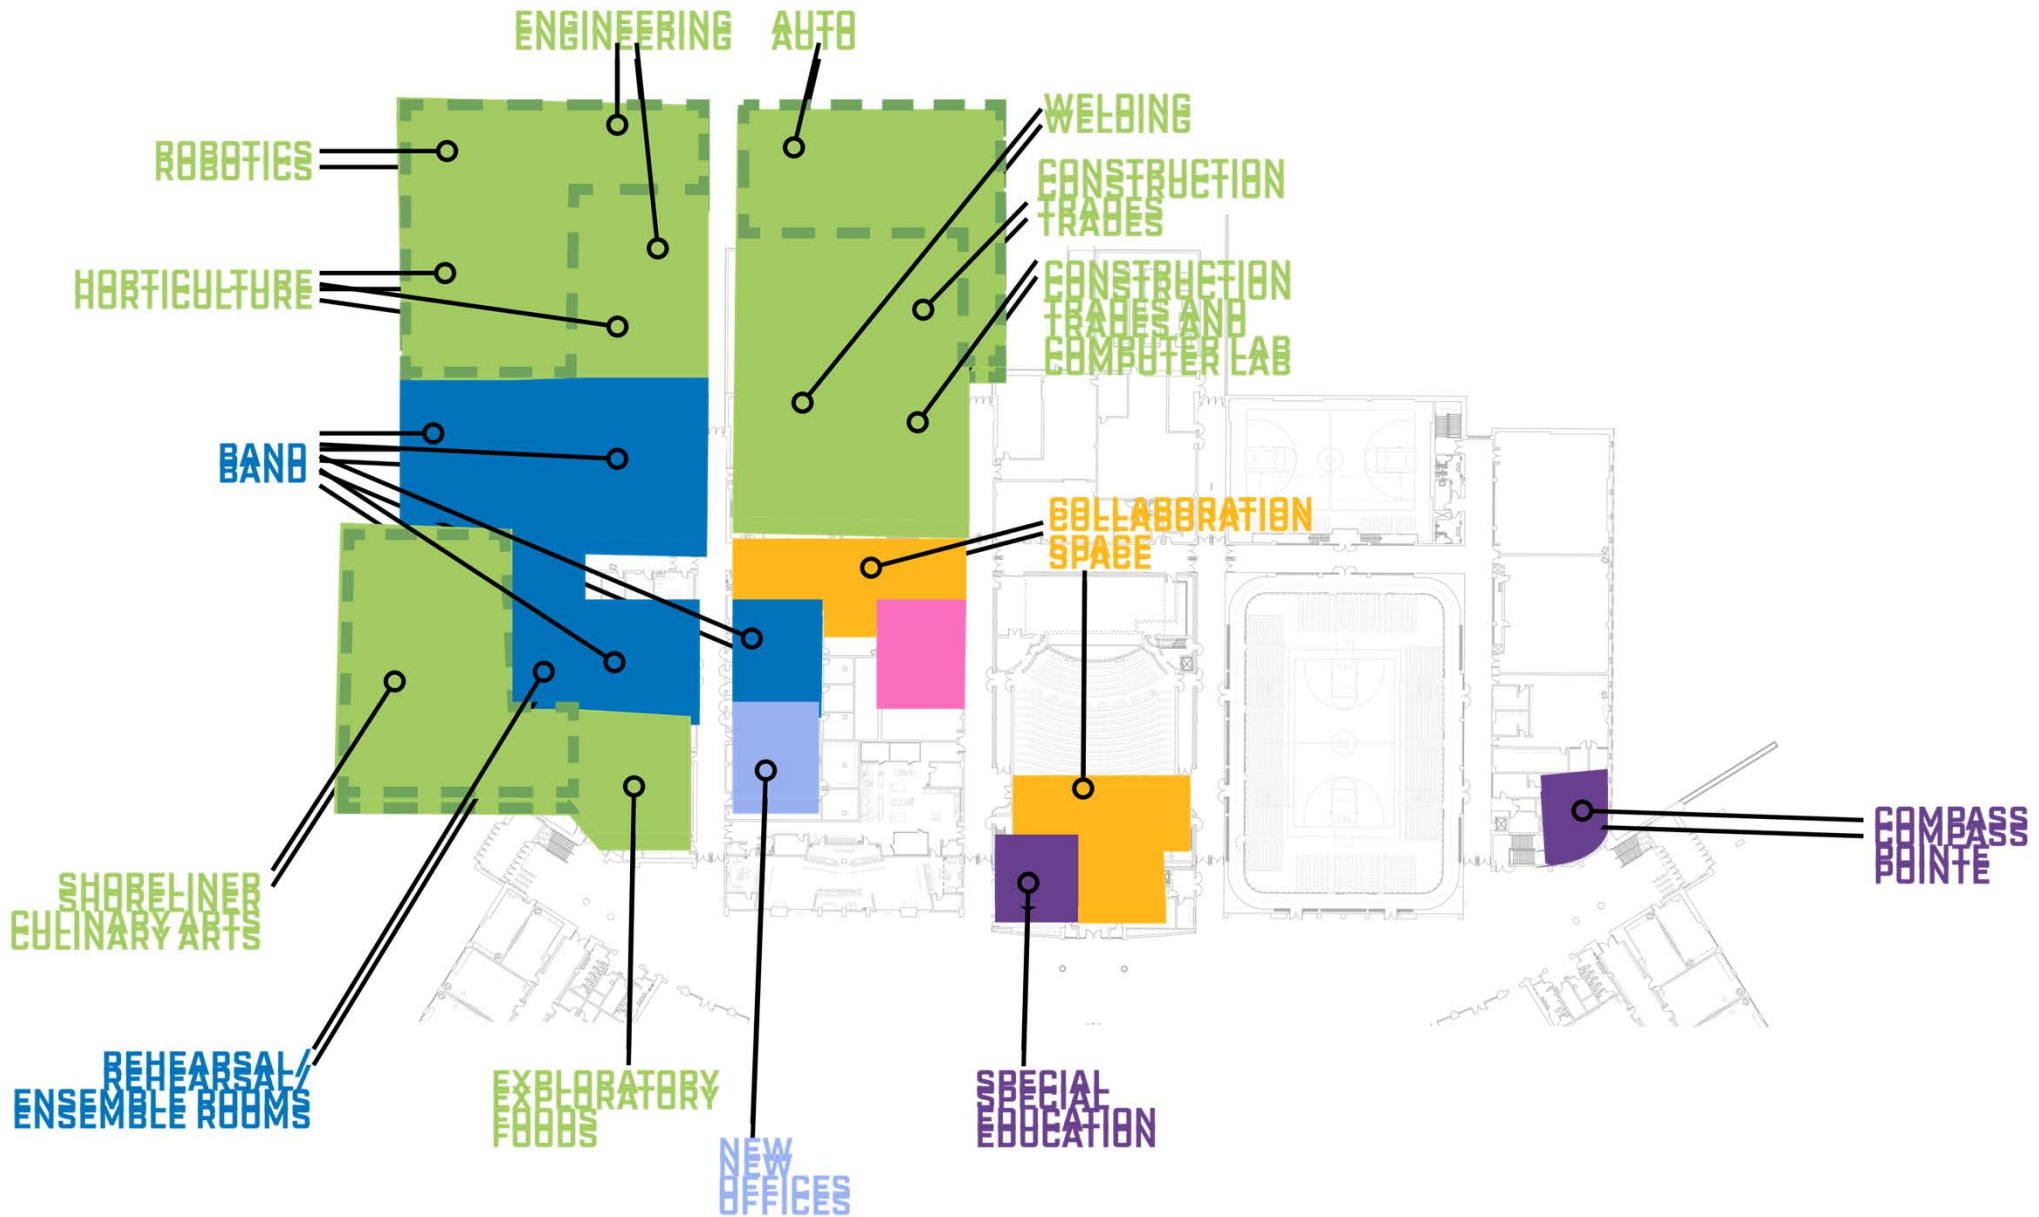 ENGINEERING
AUTO
WELDING
ROBOTICS
CONSTRUCTION
TRADES
HORTICULTURE
CONSTRUCTION
TRADES AND
COMPUTER LAB
BAND
COLLABORATION
SPACE
COMPASS
POINTE
SHORELINER
CULINARY ARTS
REHEARSAL/
ENSEMBLE ROOMS
EXPLORATORY
FOODS
SPECIAL
EDUCATION
NEW
OFFICES